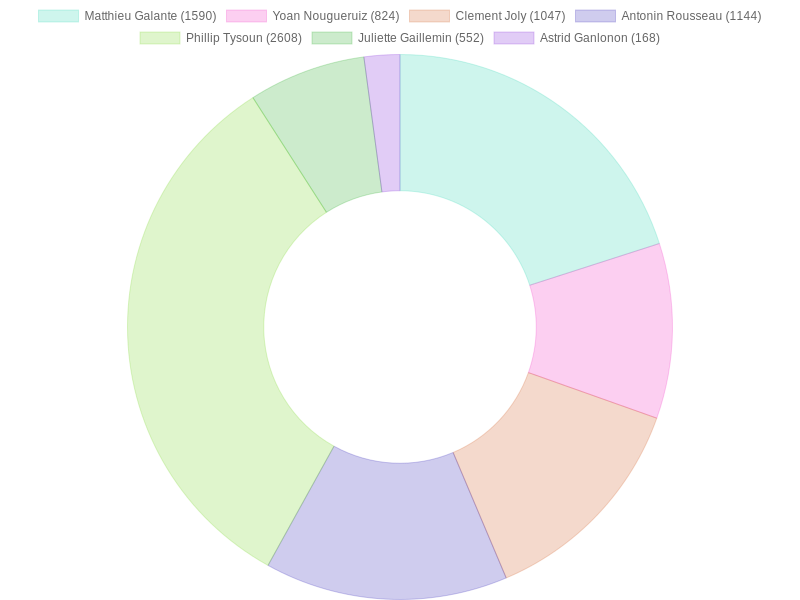 Matthieu Galante (1590) Yoan Nougueruiz (824) Clement Joly (1047) Antonin Rousseau (1144)
Phillip Tysoun (2608) Juliette Gaillemin (552) Astrid Ganlonon (168)